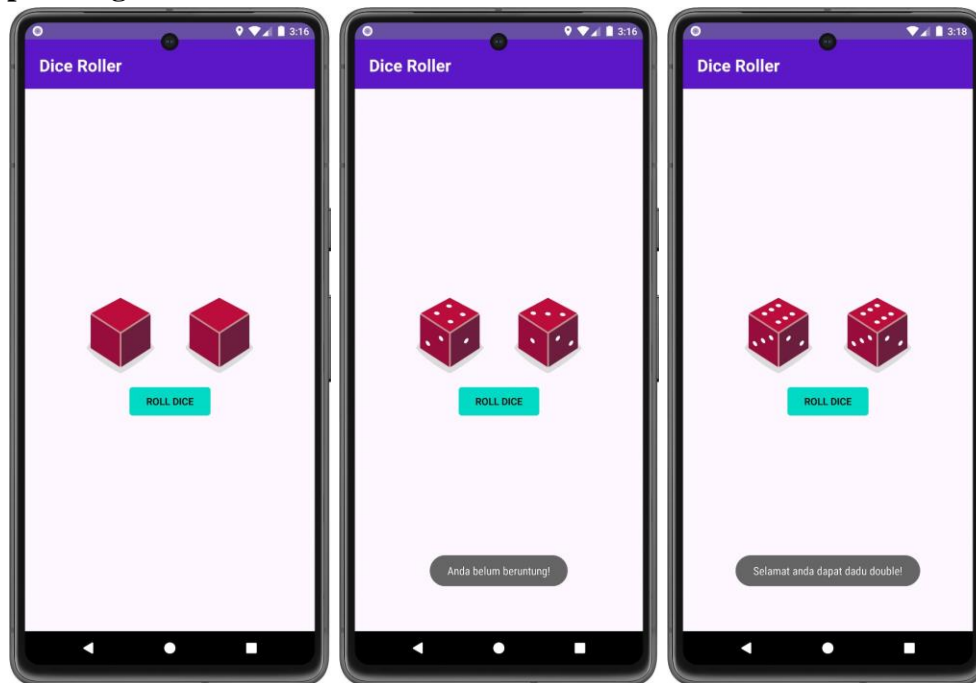 3:16
Dice Roller
ROLL DICE
3:16
Dice Roller
ROLL DICE
Anda belum beruntung!
3:18
Dice Roller
ROLL DICE
Selamat anda dapat dadu double!